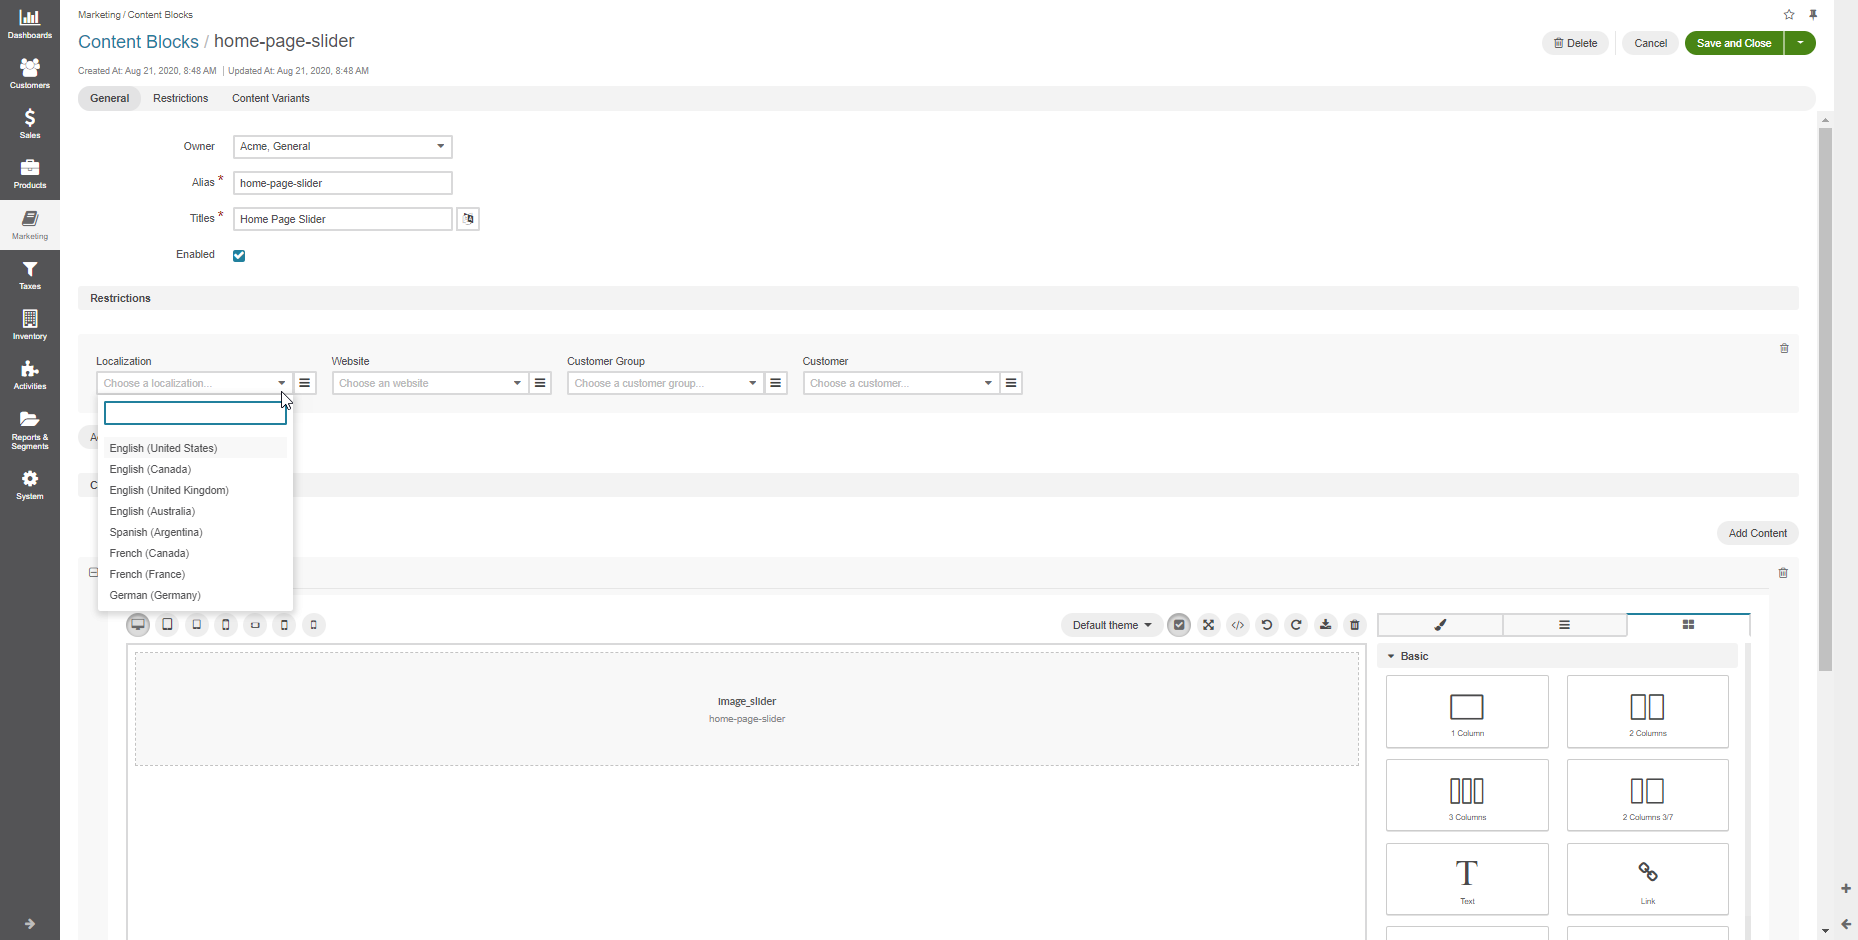 Marketing / Content Blocks
Content Blocks / home-page-slider
Delete
Cancel
Save and Close
Created At: Aug 21, 2020, 8:48 AM | Updated At: Aug 21, 2020, 8:48 AM
General
Restrictions
Content Variants
Dashboards
Customers
Sales
Products
Marketing
Taxes
Inventory
Activities
Reports &
Segments
System
Owner
Acme, General
Alias *
home-page-slider
Titles *
Home Page Slider
Enabled
Restrictions
Localization
Website
Customer Group
Customer
Choose a localization...
Choose an website
Choose a customer group...
Choose a customer...
English (United States)
English (Canada)
English (United Kingdom)
English (Australia)
Spanish (Argentina)
French (Canada)
French (France)
German (Germany)
Add Content
Default theme
image_slider
home-page-slider
Basic
1 Column
2 Columns
3 Columns
2 Columns 3/7
T
Text
Link